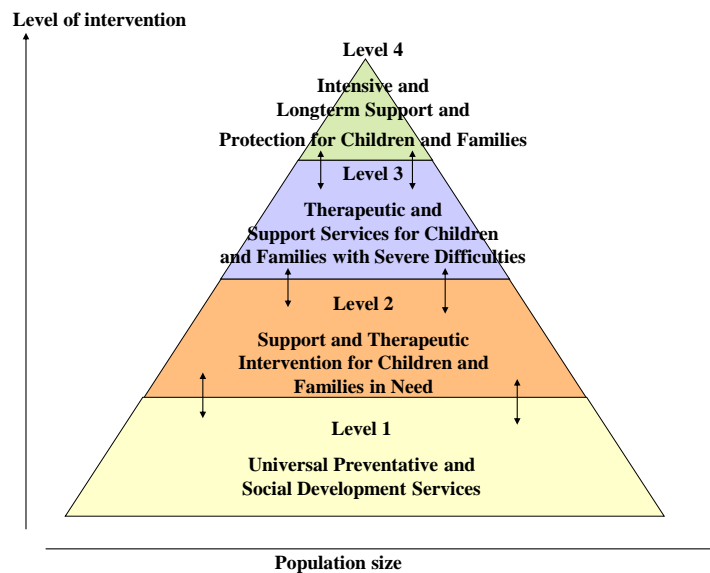 Level of intervention
Level 4
Intensive and
Longterm Support and
Protection for Children and Families
Level 3
Therapeutic and
Support Services for Children
and Families with Severe Difficulties
Level 2
Support and Therapeutic
Intervention for Children and
Families in Need
Level 1
Universal Preventative and
Social Development Services
Population size